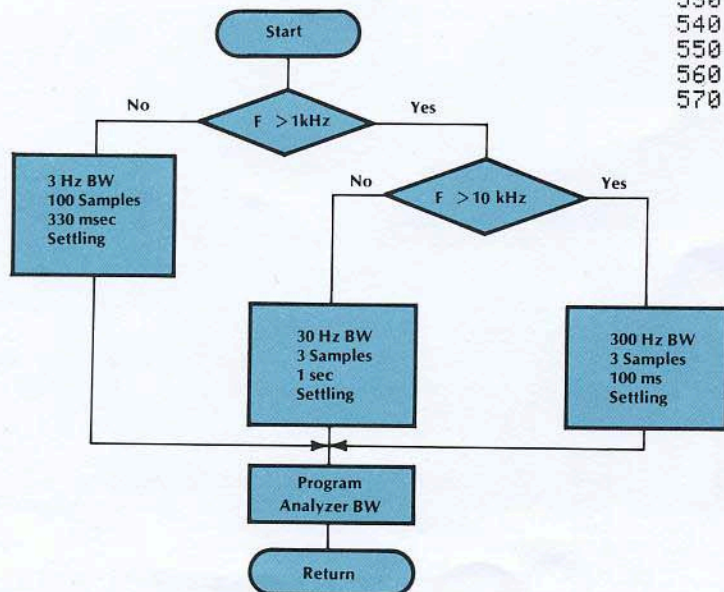 540
550
560
570
Start
No
F > 1kHz
Yes
3 Hz BW
100 Samples
330 msec
Settling
No
F > 10 kHz
Yes
30 Hz BW
3 Samples
1 sec
Settling
300 Hz BW
3 Samples
100 ms
Settling
Program
Analyzer BW
Return